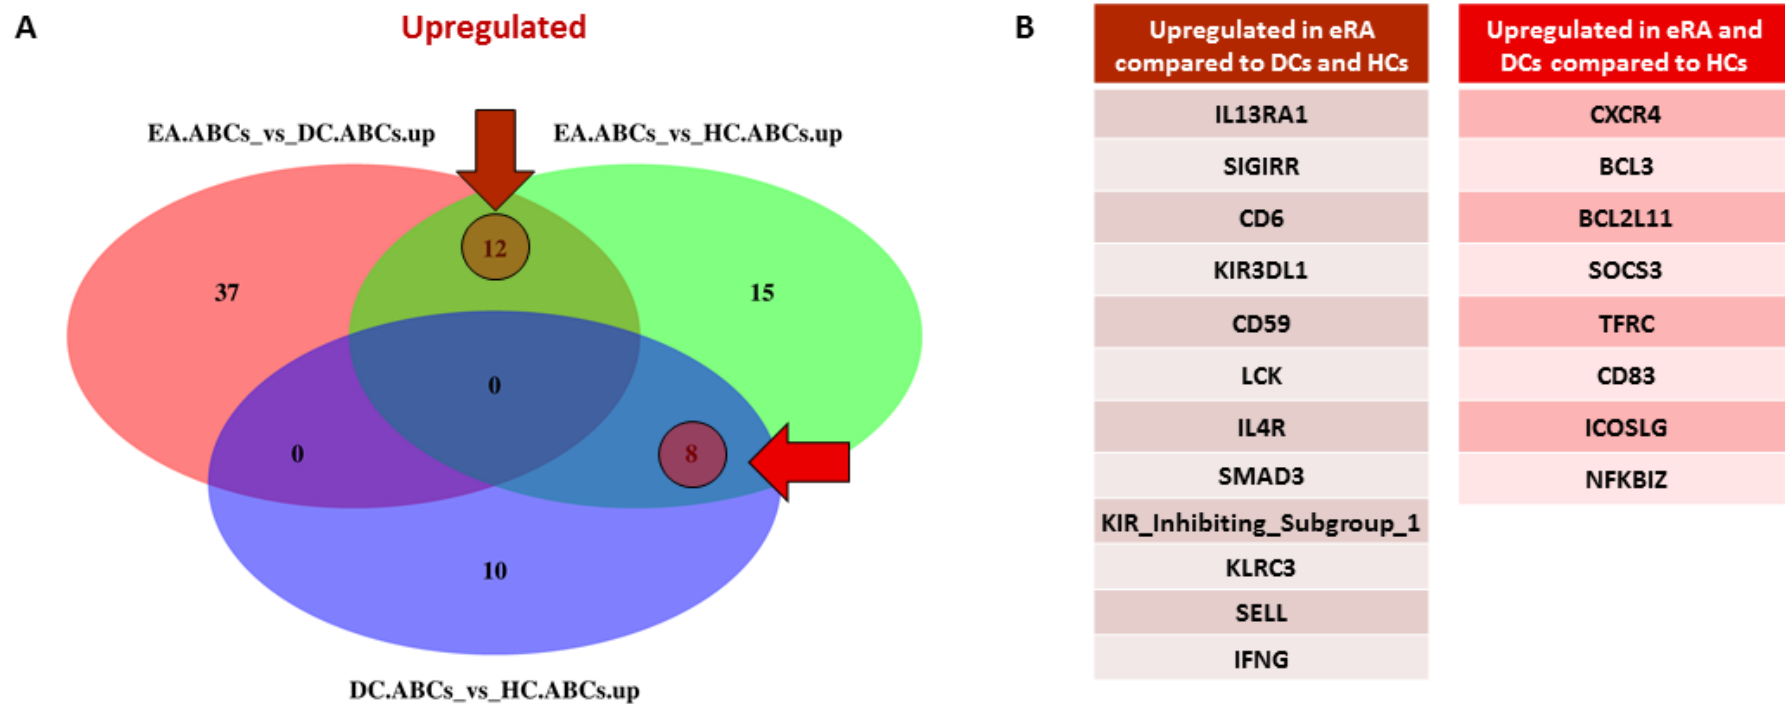 A
Upregulated
EA.ABCs_vs_DC.ABCs.up
EA.ABCs_vs_HC.ABCs.up
12
37
15
0
0
8
10
DC.ABCs_vs_HC.ABCs.up
B
Upregulated in eRA
compared to DCs and HCs
IL13RA1
SIGIRR
CD6
KIR3DL1
CD59
LCK
IL4R
SMAD3
KIR_Inhibiting_Subgroup_1
KLRC3
SELL
IFNG
Upregulated in eRA and
DCs compared to HCs
CXCR4
BCL3
BCL2L11
SOCS3
TFRC
CD83
ICOSLG
NFKBIZ